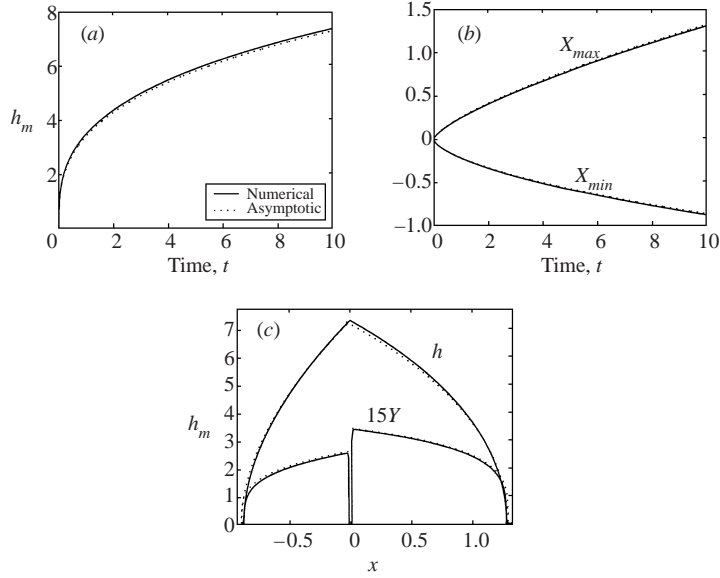 (a)
8
6
4
2
h_m
Numerical
Asymptotic
0 2 4 6 8 10
Time, t
(b)
1.5
1.0
0.5
0
−0.5
−1.0
X_max
X_min
0 2 4 6 8 10
Time, t
(c)
7
6
5
4
3
2
1
0
h_m
h
15Y
−0.5 0 0.5 1.0
x